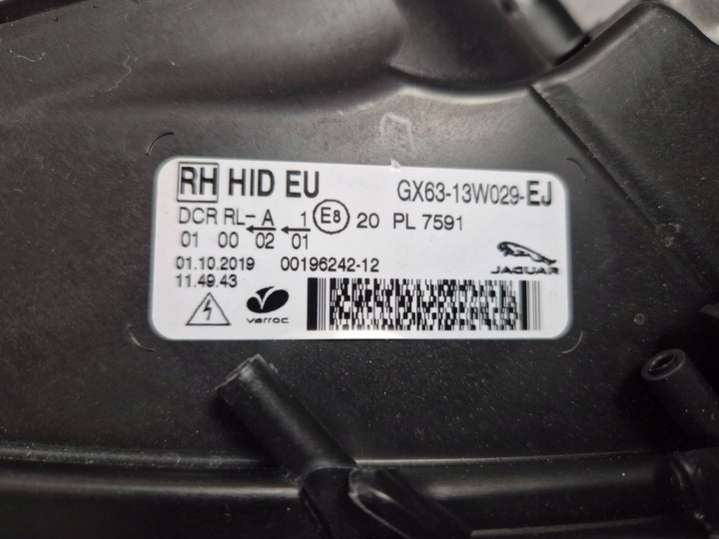 RH HID EU GX63-13W029-EJ
DCR RL-A 1 E8 20 PL 7591
01 00 02 01
JAGUAR
01.10.2019 00196242-12
11.49.43
varroc